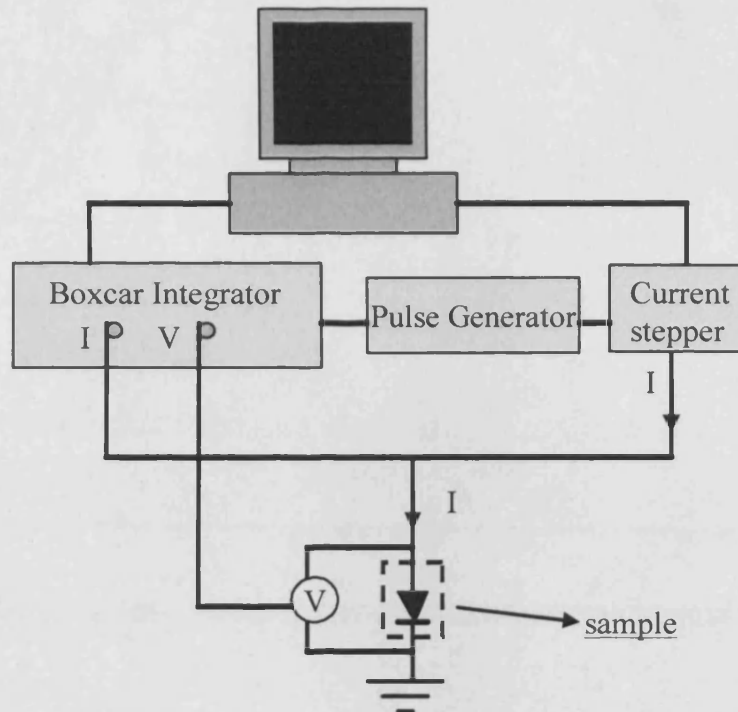 Boxcar Integrator
I V
Pulse Generator
Current
stepper
I
I
V
sample